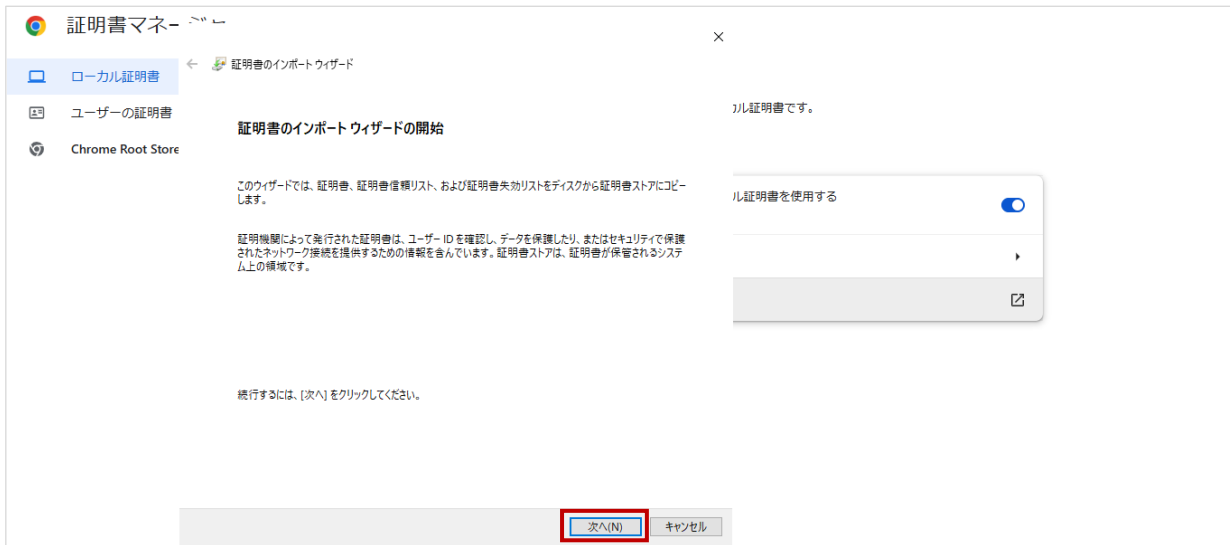 証明書マネー
ローカル証明書
ユーザーの証明書
Chrome Root Store
証明書のインポート ウィザード
証明書のインポート ウィザードの開始
このウィザードでは、証明書、証明書信頼リスト、および証明書失効リストをディスクから証明書ストアにコピー
します。
証明機関によって発行された証明書は、ユーザー ID を確認し、データを保護したり、またはセキュリティで保護
されたネットワーク接続を提供するための情報を含んでいます。証明書ストアは、証明書が保管されるシステ
ム上の領域です。
続行するには、[次へ] をクリックしてください。
次へ(N)
キャンセル
カル証明書です。
ル証明書を使用する